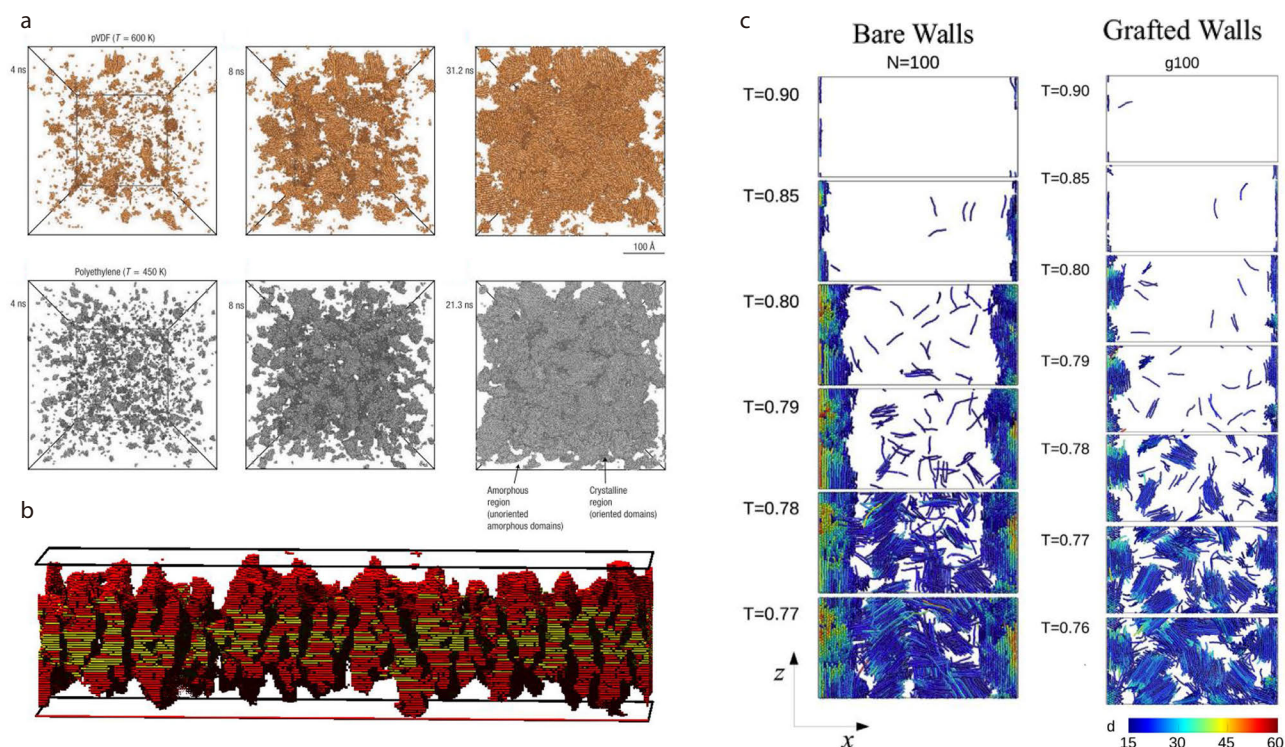 a
pVDF (T = 600 K)
4 ns
8 ns
31.2 ns
100 Å
Polyethylene (T = 450 K)
4 ns
8 ns
21.3 ns
Amorphous
region
(unoriented
amorphous domains)
Crystalline
region
(oriented domains)
b
c
Bare Walls
N=100
T=0.90
T=0.85
T=0.80
T=0.79
T=0.78
T=0.77
z
x
Grafted Walls
g100
T=0.90
T=0.85
T=0.80
T=0.79
T=0.78
T=0.77
T=0.76
d
15 30 45 60